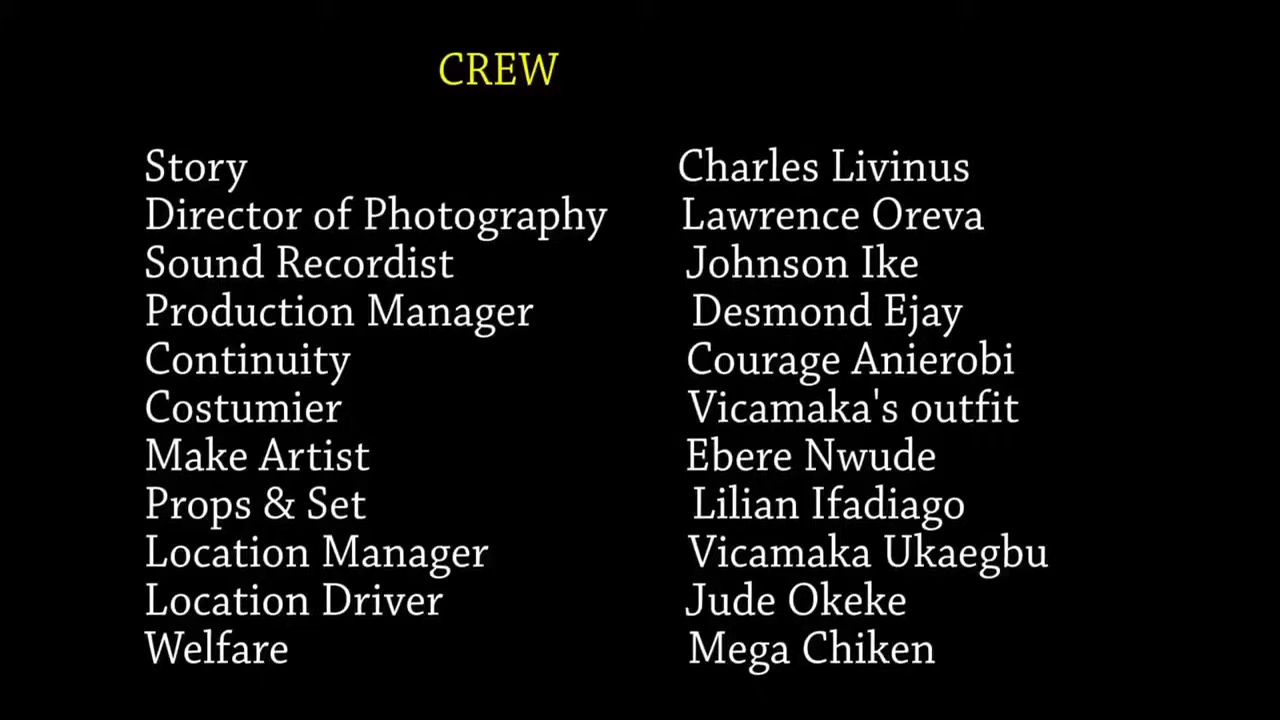 CREW
Story Charles Livinus
Director of Photography Lawrence Oreva
Sound Recordist Johnson Ike
Production Manager Desmond Ejay
Continuity Courage Anierobi
Costumier Vicamaka's outfit
Make Artist Ebere Nwude
Props & Set Lilian Ifadiago
Location Manager Vicamaka Ukaegbu
Location Driver Jude Okeke
Welfare Mega Chiken